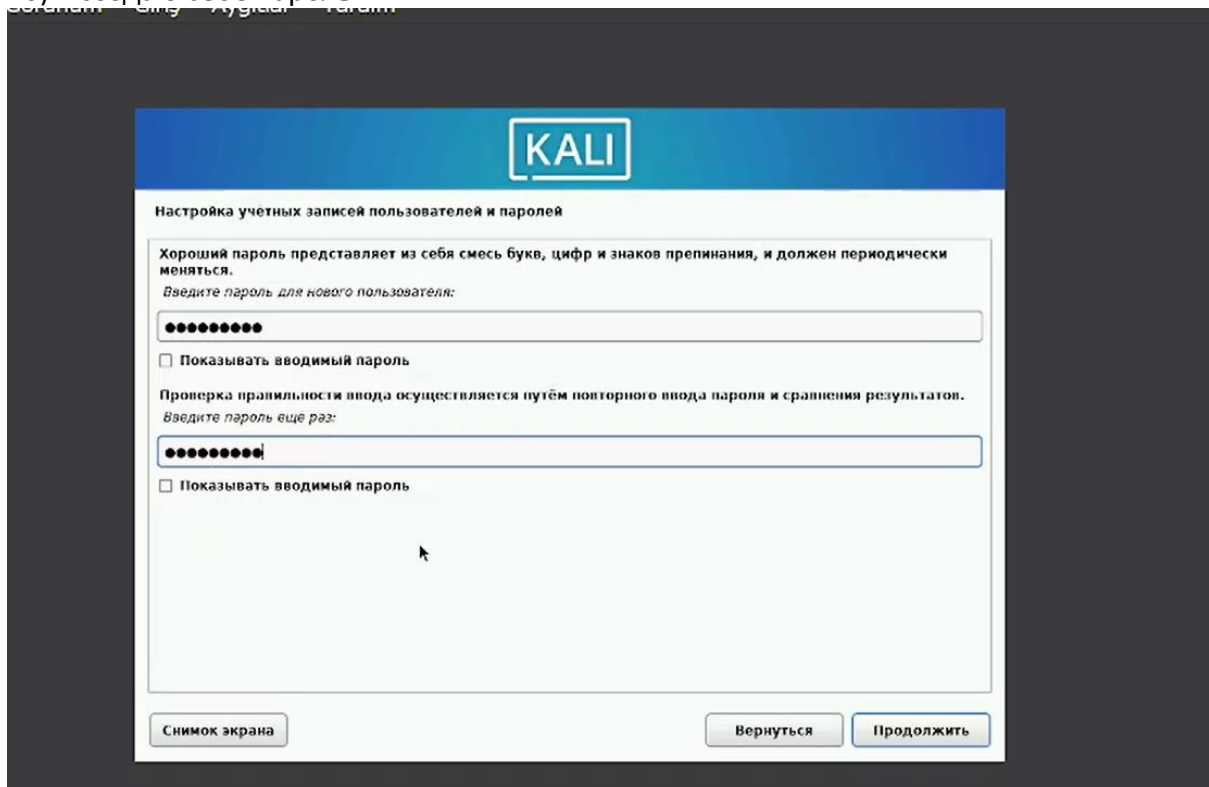 KALI
Настройка учётных записей пользователей и паролей
Хороший пароль представляет из себя смесь букв, цифр и знаков препинания, и должен периодически
меняться.
Введите пароль для нового пользователя:
Показывать вводимый пароль
Проверка правильности ввода осуществляется путём повторного ввода пароля и сравнения результатов.
Введите пароль ещё раз:
Показывать вводимый пароль
Снимок экрана Вернуться Продолжить